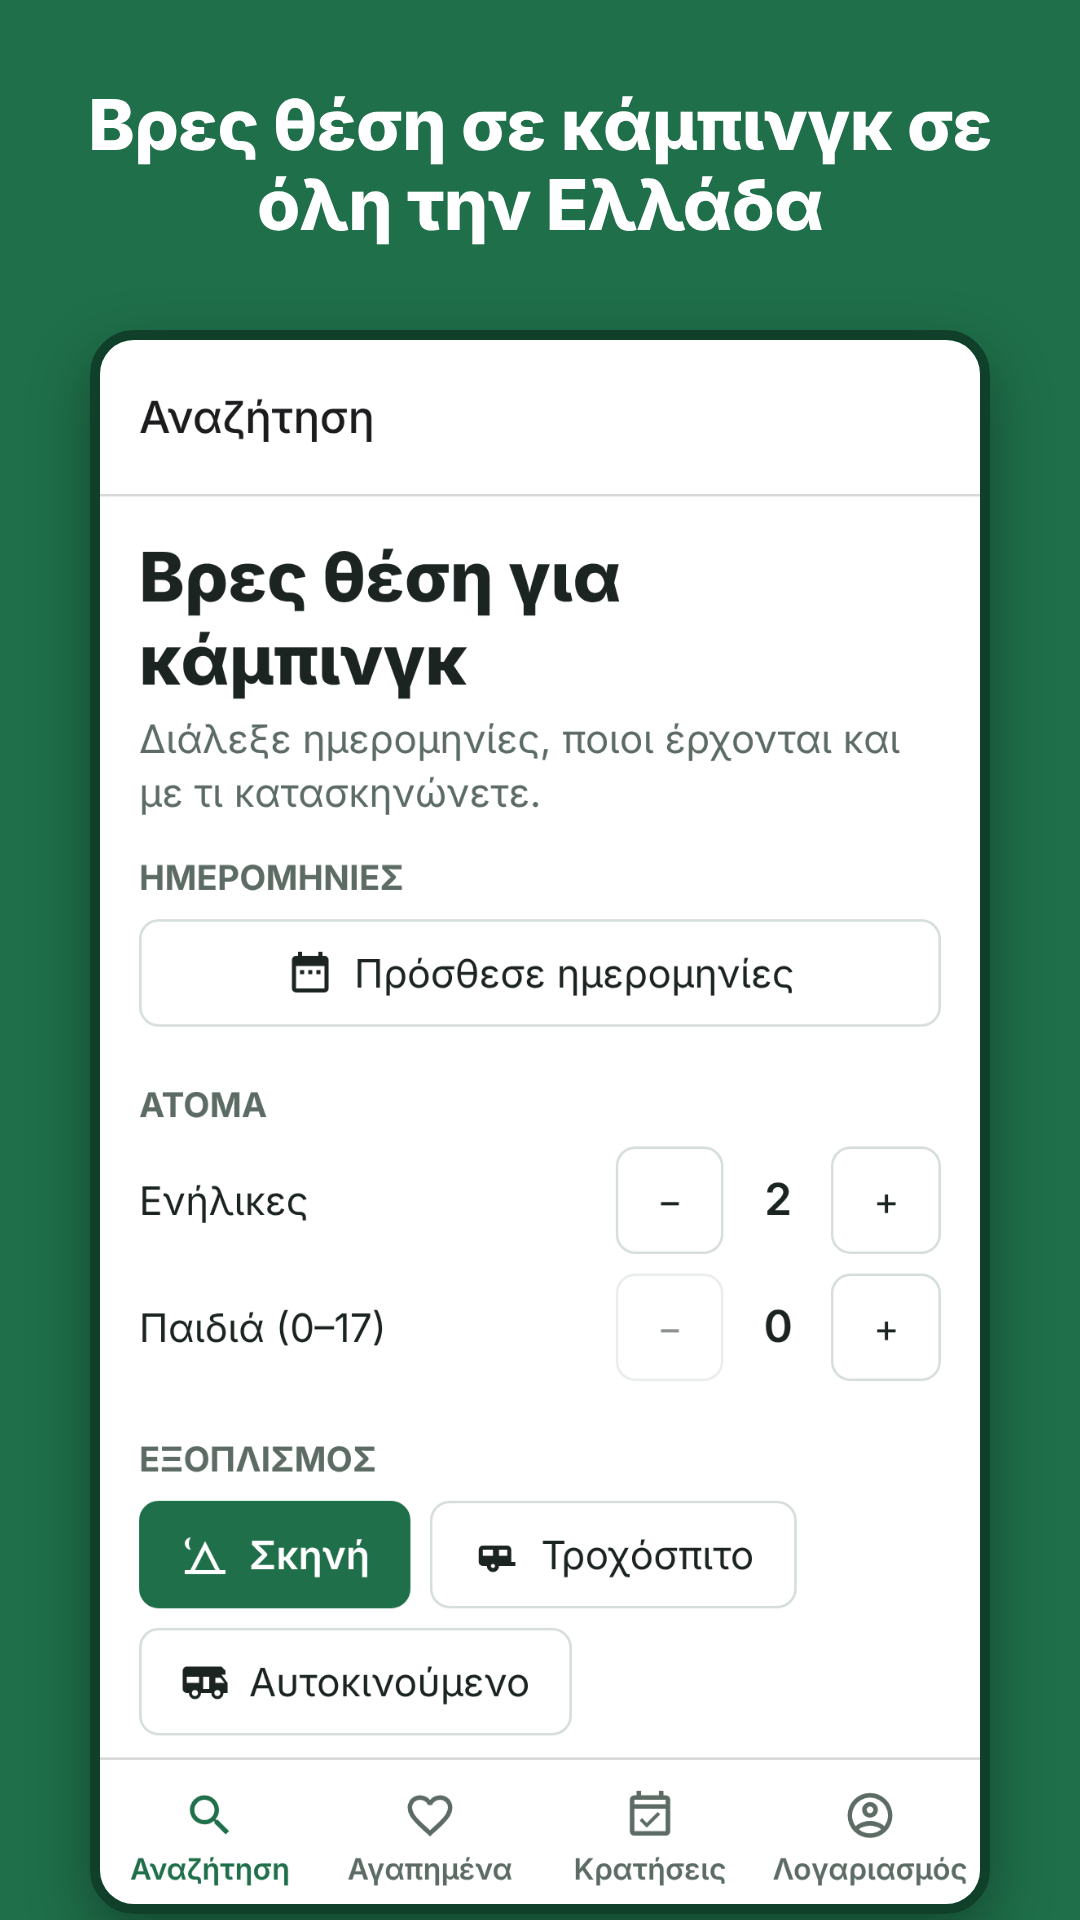 Βρες θέση σε κάμπινγκ σε
όλη την Ελλάδα
Αναζήτηση
Βρες θέση για
κάμπινγκ
Διάλεξε ημερομηνίες, ποιοι έρχονται και
με τι κατασκηνώνετε.
ΗΜΕΡΟΜΗΝΙΕΣ
Πρόσθεσε ημερομηνίες
ΑΤΟΜΑ
Ενήλικες – 2 +
Παιδιά (0–17) – 0 +
ΕΞΟΠΛΙΣΜΟΣ
Σκηνή Τροχόσπιτο
Αυτοκινούμενο
Αναζήτηση Αγαπημένα Κρατήσεις Λογαριασμός